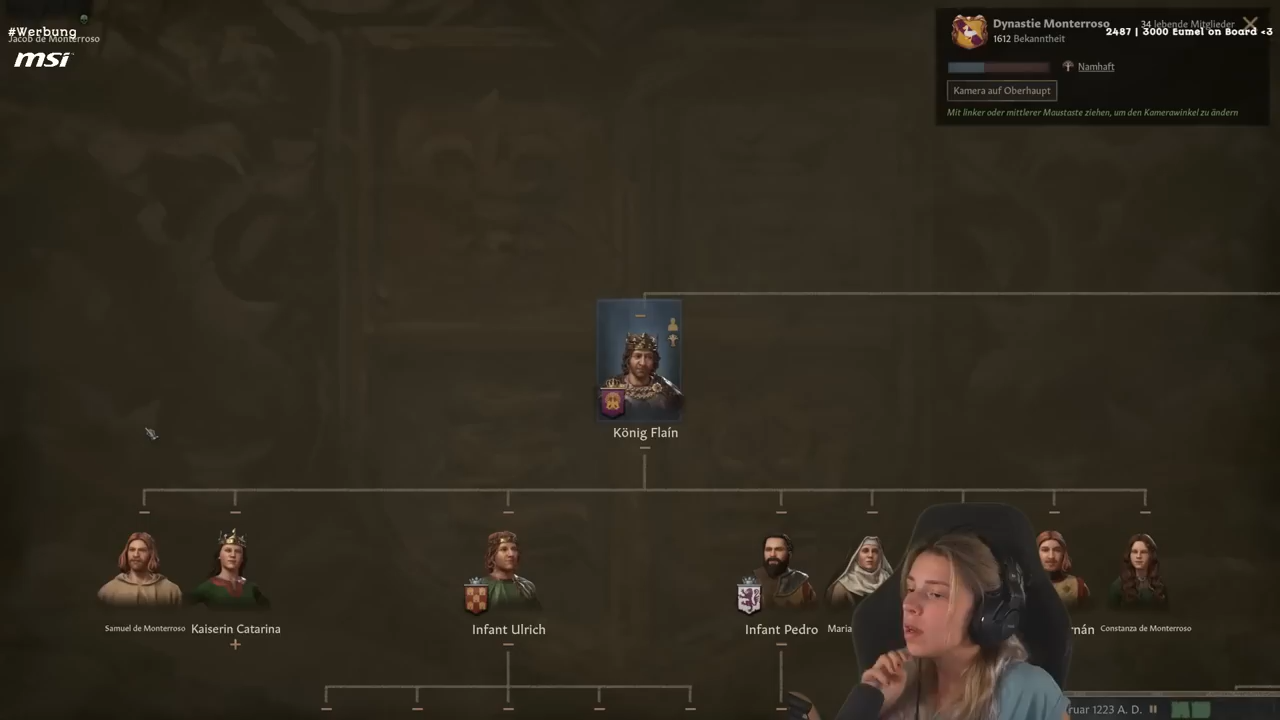 #Werbung
Jacob de Monterroso
msi
Dynastie Monterroso
34 lebende Mitglieder
1612 Bekanntheit
2487 | 3000 Eumel on Board <3
Namhaft
Kamera auf Oberhaupt
Mit linker oder mittlerer Maustaste ziehen, um den Kamerawinkel zu ändern
König Flaín
Samuel de Monterroso
Kaiserin Catarina
Infant Ulrich
Infant Pedro
Maria
nán
Constanza de Monterroso
ruar 1223 A. D.